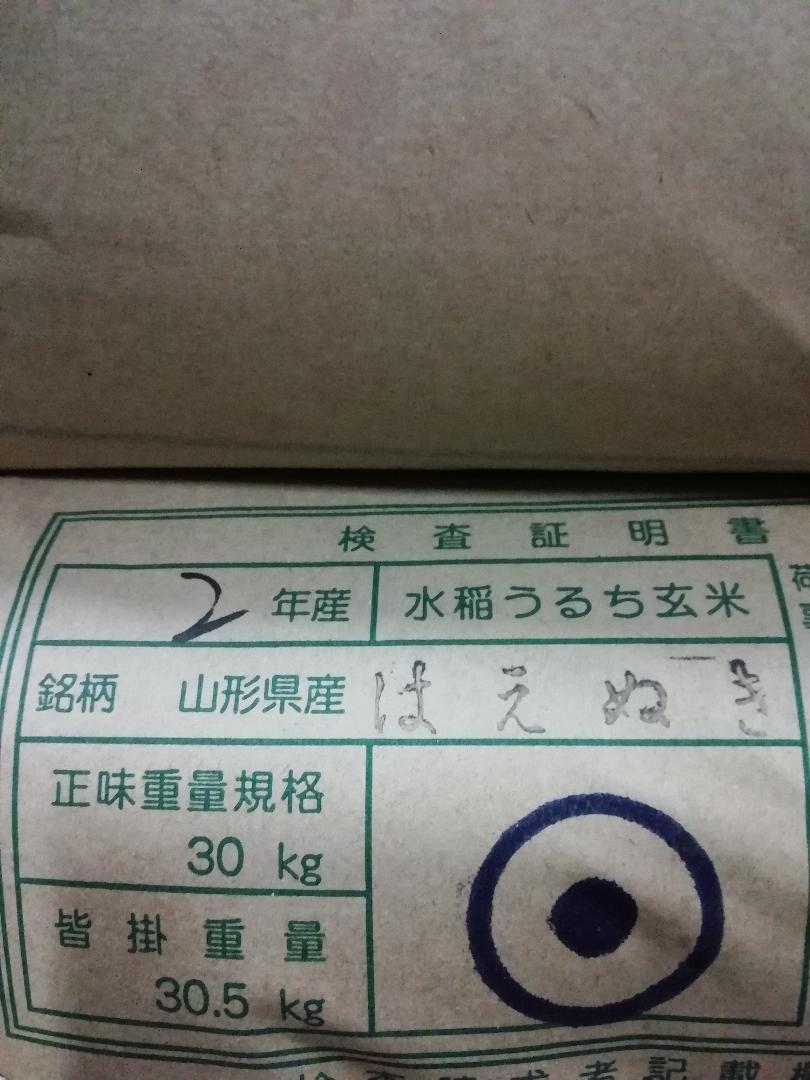 検査証明書
2年産 水稲うるち玄米
銘柄 山形県産 はえぬき
正味重量規格
30 kg
皆掛重量
30.5 kg